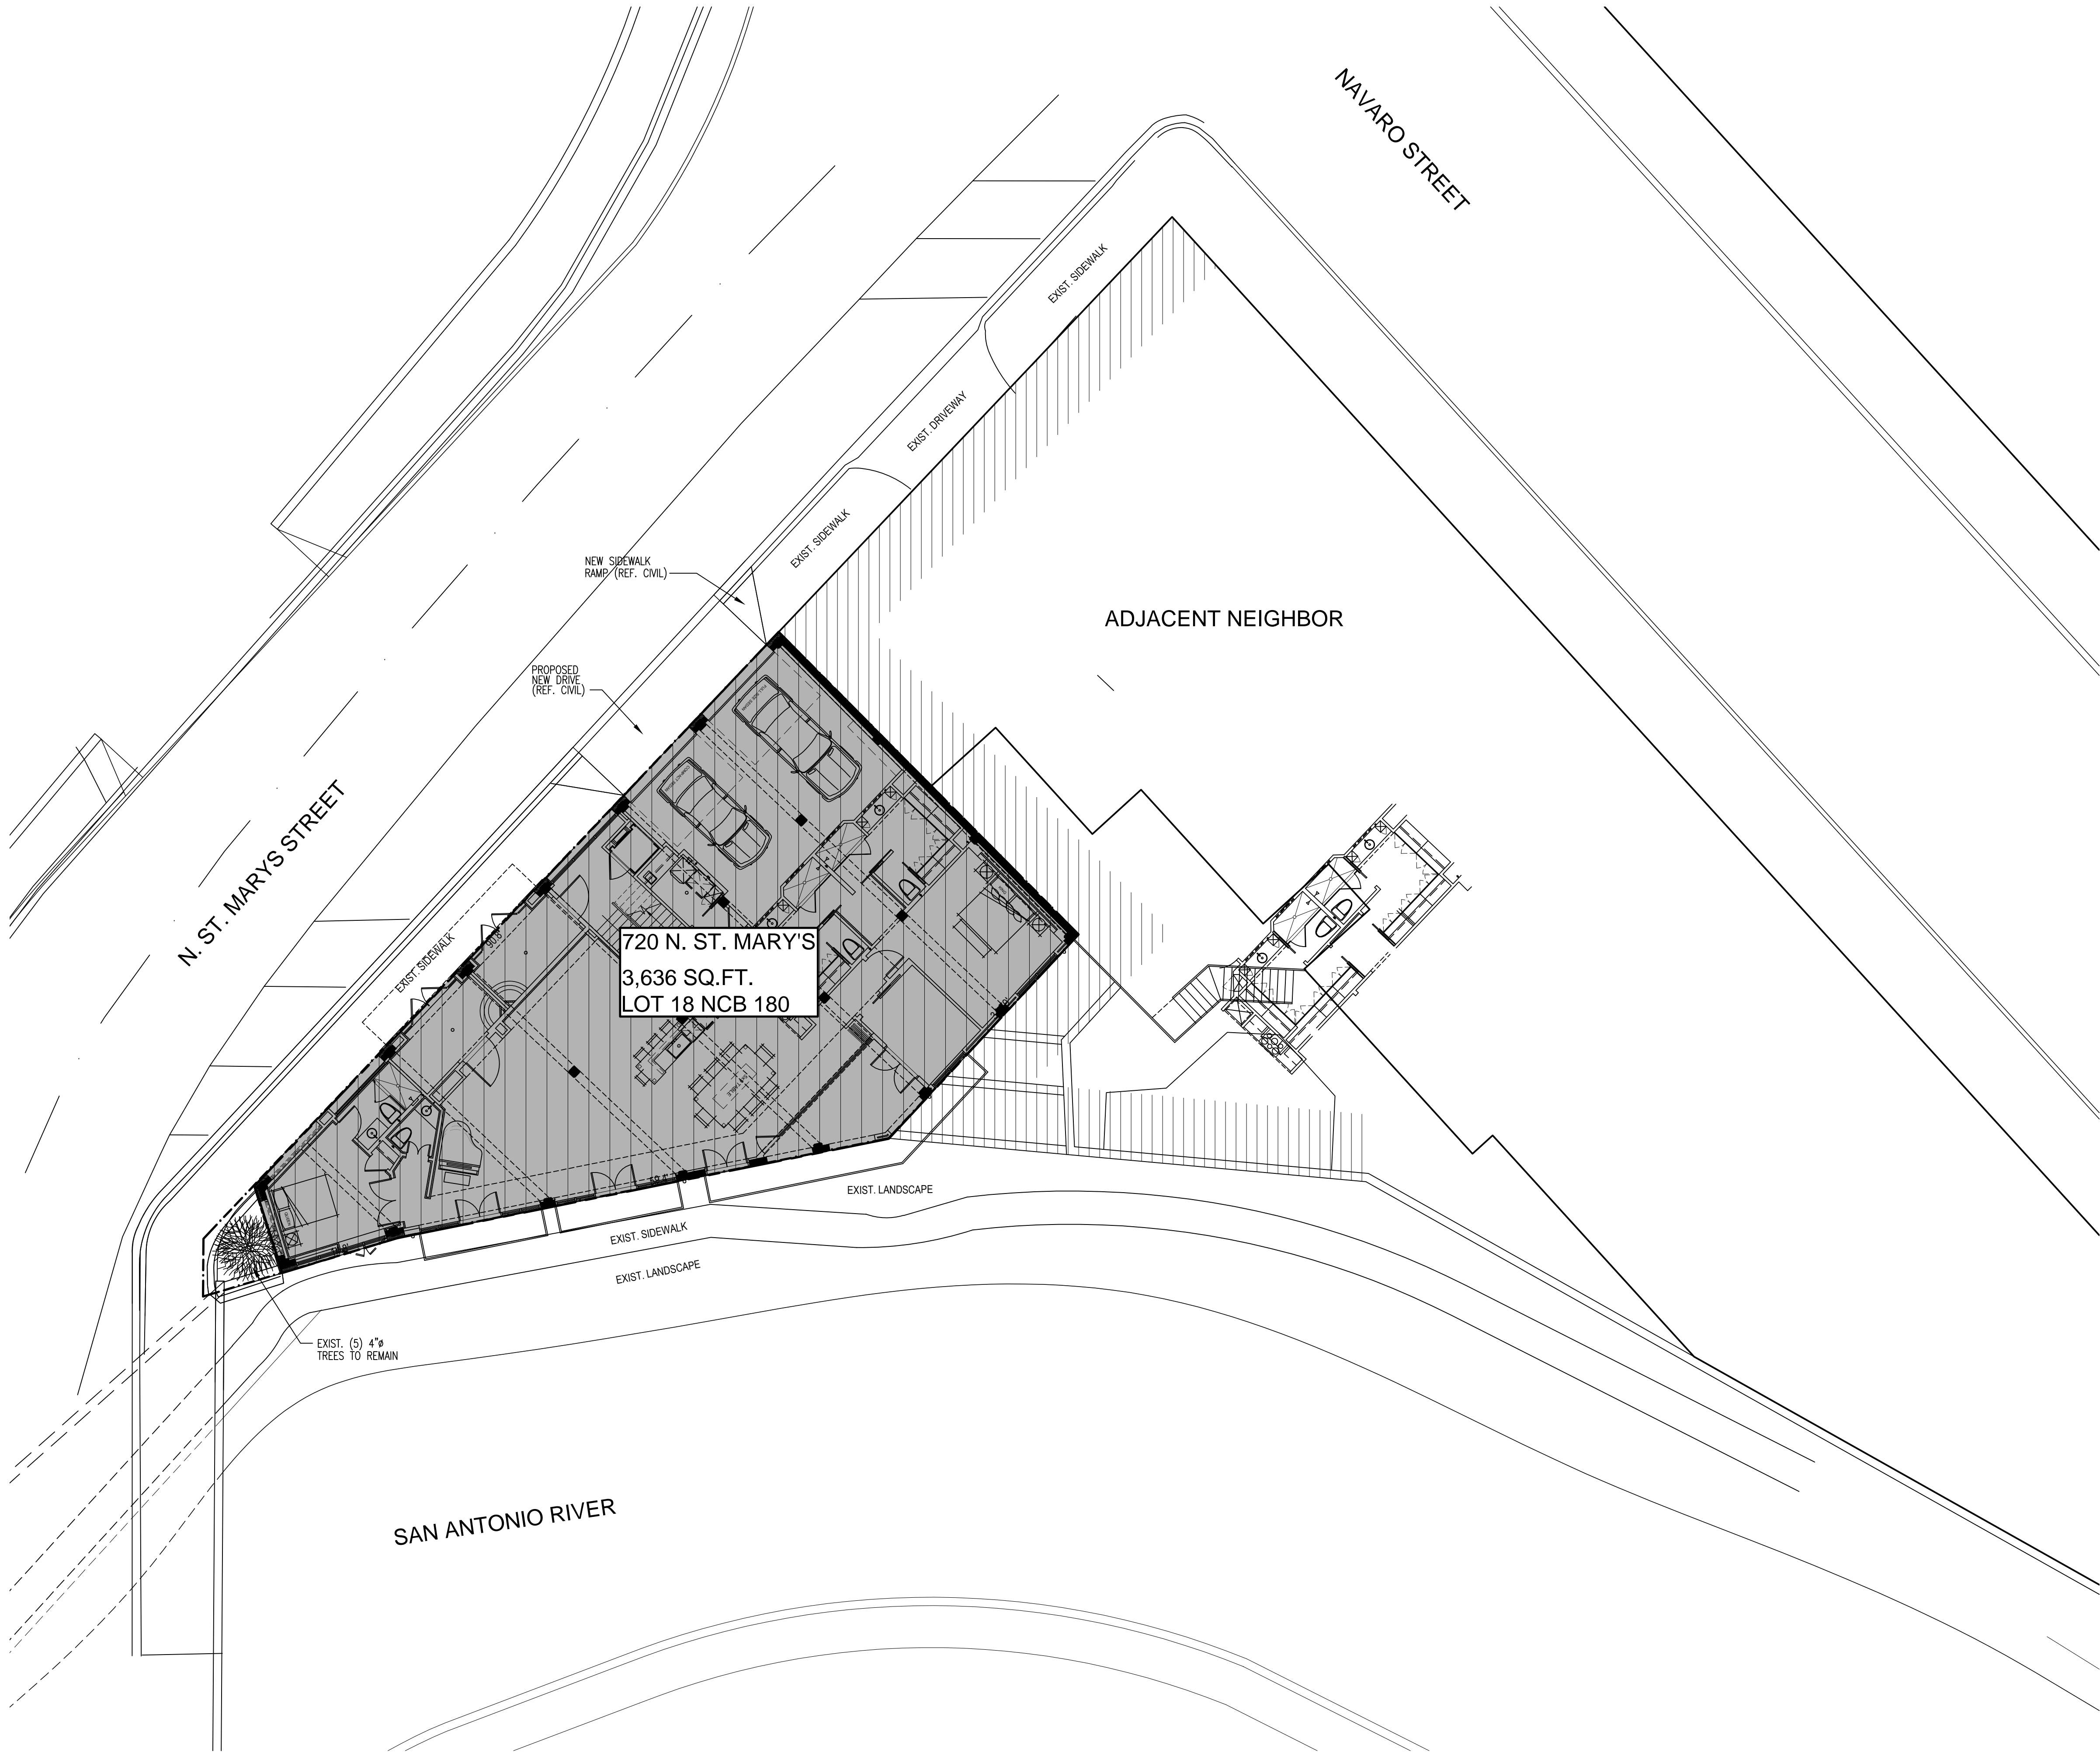 NAVARO STREET
EXIST. SIDEWALK
EXIST. DRIVEWAY
EXIST. SIDEWALK
NEW SIDEWALK
RAMP (REF. CIVIL)
ADJACENT NEIGHBOR
PROPOSED
NEW DRIVE
(REF. CIVIL)
N. ST. MARYS STREET
EXIST. SIDEWALK
720 N. ST. MARY'S
3,636 SQ.FT.
LOT 18 NCB 180
EXIST. LANDSCAPE
EXIST. SIDEWALK
EXIST. LANDSCAPE
EXIST. (5) 4"ø
TREES TO REMAIN
SAN ANTONIO RIVER